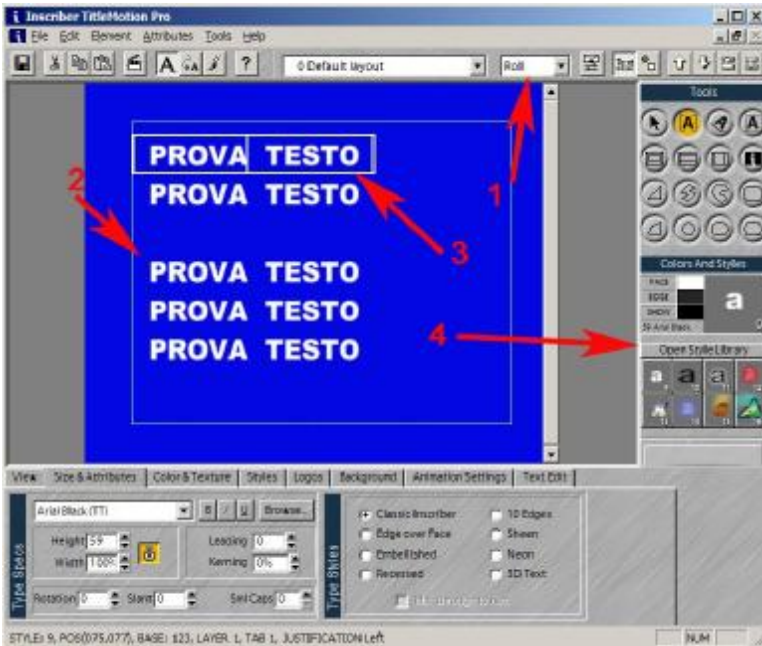 Inscriber TitleMotion Pro
File Edit Element Attributes Tools Help
0 Default layout Roll
Tools
PROVA TESTO
PROVA TESTO
PROVA TESTO
PROVA TESTO
PROVA TESTO
1
2
3
4
Colors And Styles
FACE
EDGE
SHDW
59 Arial Black
Open Style Library
View Size & Attributes Color & Texture Styles Logos Background Animation Settings Text Edit
Type Specs
Arial Black (TT) B I U Browse...
Height 59 Leading 0
Width 100% Kerning 0%
Rotation 0 Slant 0 Sml Caps 0
Type Styles
Classic Inscriber 10 Edges
Edge over Face Sheen
Embellished Neon
Recessed 3D Text
STYLE: 9, POS(075,077), BASE: 123, LAYER 1, TAB 1, JUSTIFICATION Left NUM